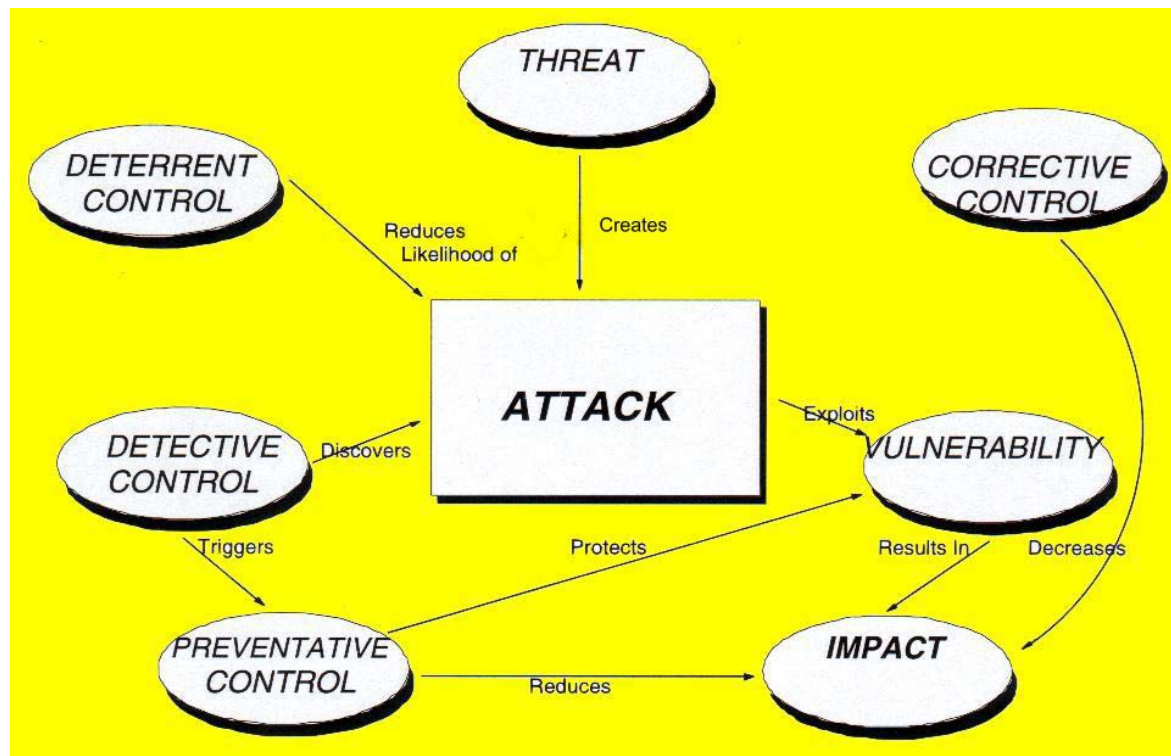 THREAT
DETERRENT
CONTROL
CORRECTIVE
CONTROL
Reduces
Likelihood of
Creates
ATTACK
Exploits
DETECTIVE
CONTROL
Discovers
VULNERABILITY
Triggers
Protects
Results In
Decreases
PREVENTATIVE
CONTROL
Reduces
IMPACT